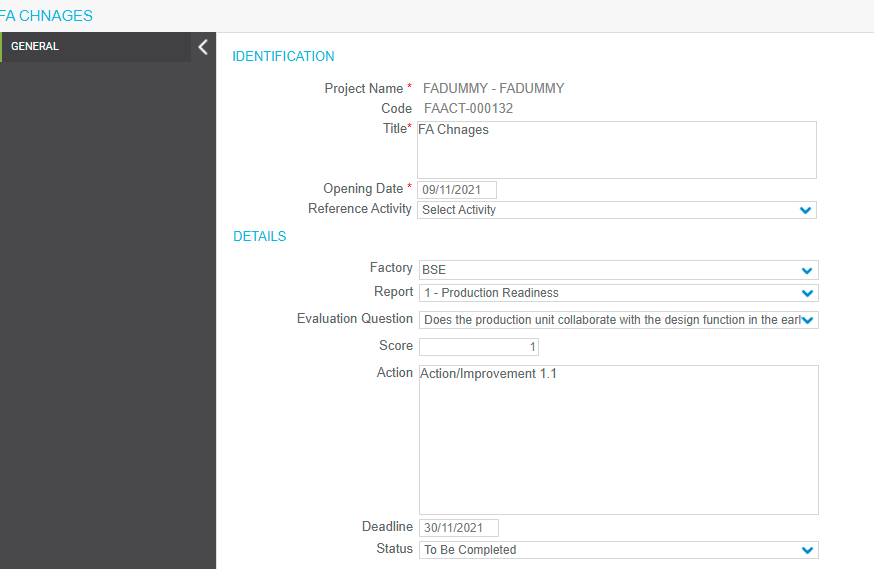 FA CHNAGES
GENERAL
IDENTIFICATION
Project Name * FADUMMY - FADUMMY
Code FAACT-000132
Title* FA Chnages
Opening Date * 09/11/2021
Reference Activity Select Activity
DETAILS
Factory BSE
Report 1 - Production Readiness
Evaluation Question Does the production unit collaborate with the design function in the earl
Score 1
Action Action/Improvement 1.1
Deadline 30/11/2021
Status To Be Completed